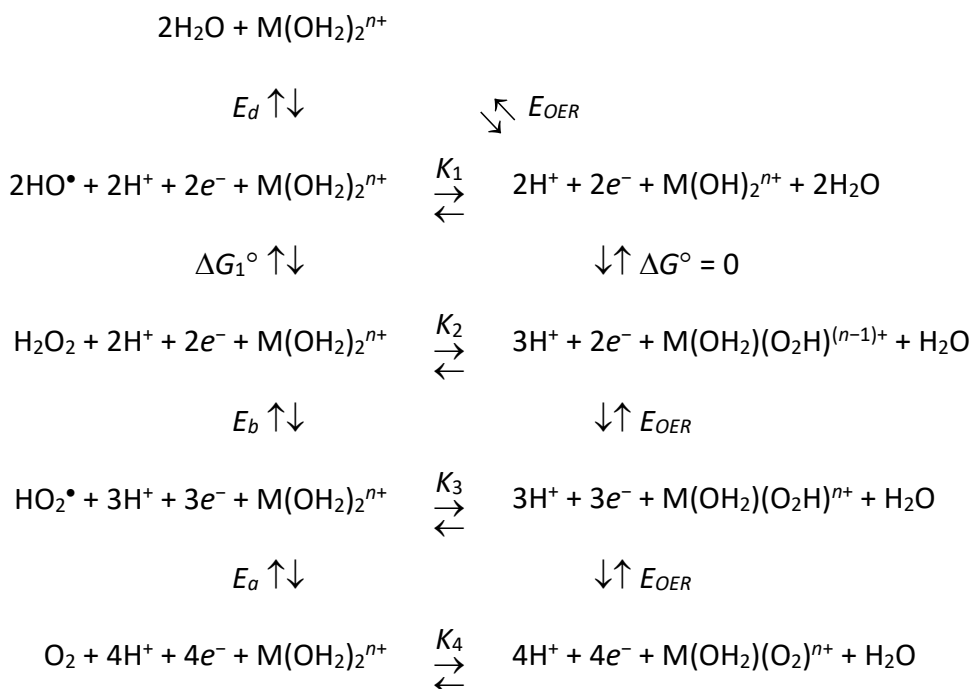 2H₂O + M(OH₂)₂ⁿ⁺
E_d ↑↓ ↖↘ E_OER
2HO• + 2H⁺ + 2e⁻ + M(OH₂)₂ⁿ⁺ K₁ → ← 2H⁺ + 2e⁻ + M(OH)₂ⁿ⁺ + 2H₂O
ΔG₁° ↑↓ ↓↑ ΔG° = 0
H₂O₂ + 2H⁺ + 2e⁻ + M(OH₂)₂ⁿ⁺ K₂ → ← 3H⁺ + 2e⁻ + M(OH₂)(O₂H)⁽ⁿ⁻¹⁾⁺ + H₂O
E_b ↑↓ ↓↑ E_OER
HO₂• + 3H⁺ + 3e⁻ + M(OH₂)₂ⁿ⁺ K₃ → ← 3H⁺ + 3e⁻ + M(OH₂)(O₂H)ⁿ⁺ + H₂O
E_a ↑↓ ↓↑ E_OER
O₂ + 4H⁺ + 4e⁻ + M(OH₂)₂ⁿ⁺ K₄ → ← 4H⁺ + 4e⁻ + M(OH₂)(O₂)ⁿ⁺ + H₂O